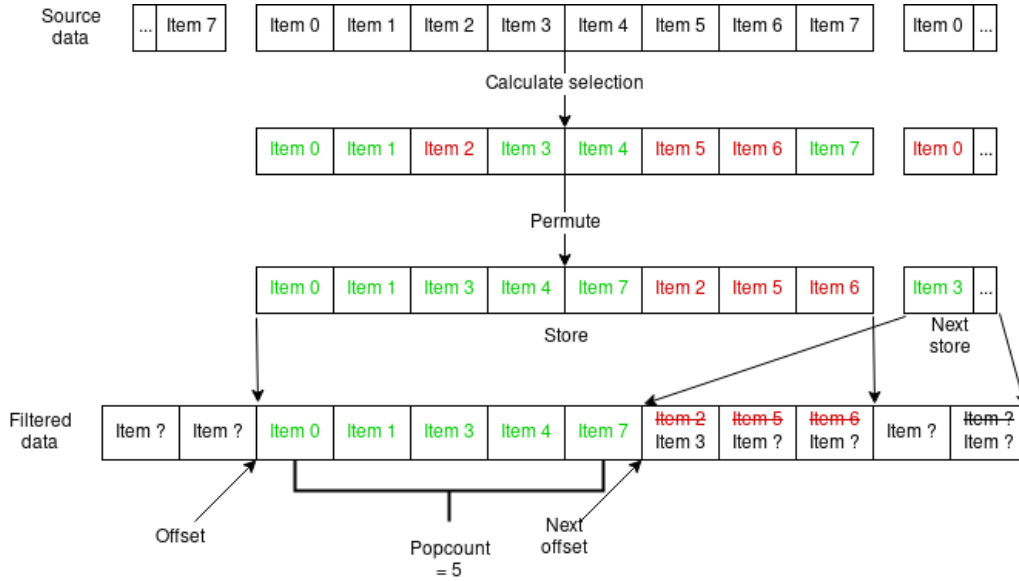 Source
data
... Item 7 Item 0 Item 1 Item 2 Item 3 Item 4 Item 5 Item 6 Item 7 Item 0 ...
Calculate selection
Item 0 Item 1 Item 2 Item 3 Item 4 Item 5 Item 6 Item 7 Item 0 ...
Permute
Item 0 Item 1 Item 3 Item 4 Item 7 Item 2 Item 5 Item 6 Item 3 ...
Store
Next
store
Filtered
data
Item ? Item ? Item 0 Item 1 Item 3 Item 4 Item 7 Item 2 Item 5 Item 6 Item ? Item ?
Item 3 Item ? Item ? Item ?
Offset
Popcount
= 5
Next
offset